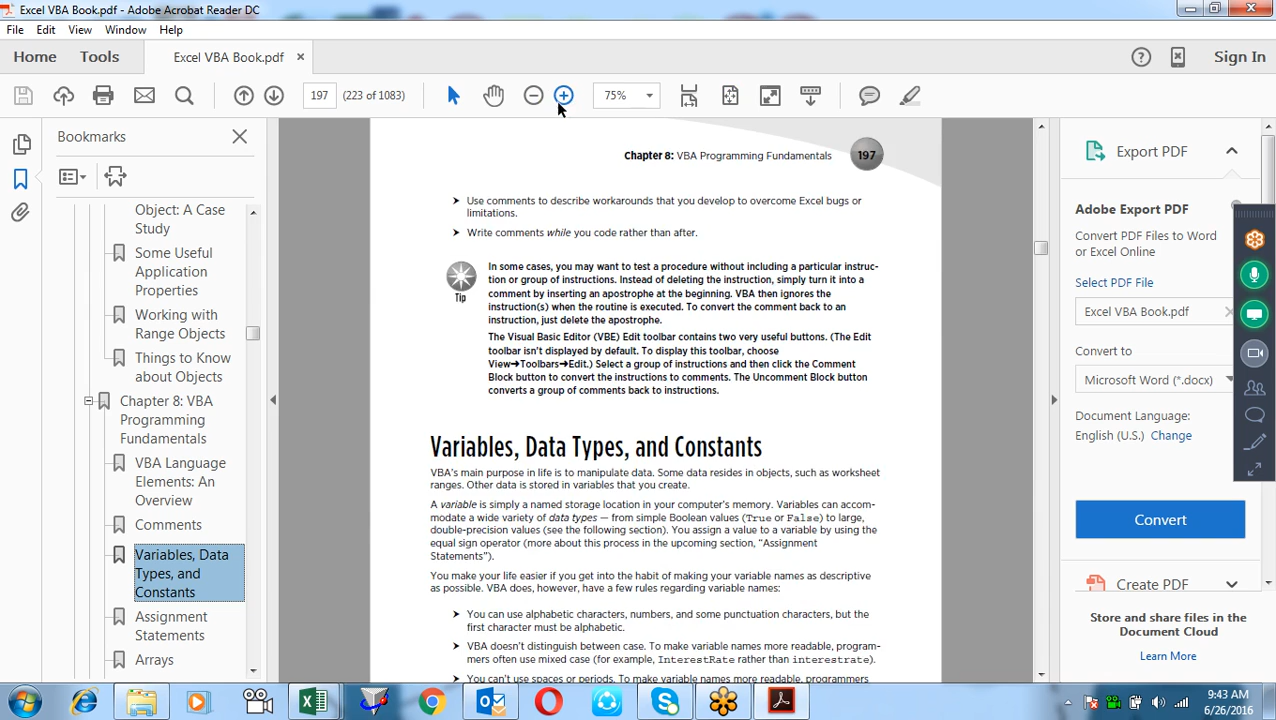 Excel VBA Book.pdf - Adobe Acrobat Reader DC
File Edit View Window Help
Home Tools Excel VBA Book.pdf × Sign In
197 (223 of 1083) 75%
Bookmarks
Object: A Case
Study
Some Useful
Application
Properties
Working with
Range Objects
Things to Know
about Objects
Chapter 8: VBA
Programming
Fundamentals
VBA Language
Elements: An
Overview
Comments
Variables, Data
Types, and
Constants
Assignment
Statements
Arrays
Chapter 8: VBA Programming Fundamentals 197
➤ Use comments to describe workarounds that you develop to overcome Excel bugs or
limitations.
➤ Write comments while you code rather than after.
Tip
In some cases, you may want to test a procedure without including a particular instruc-
tion or group of instructions. Instead of deleting the instruction, simply turn it into a
comment by inserting an apostrophe at the beginning. VBA then ignores the
instruction(s) when the routine is executed. To convert the comment back to an
instruction, just delete the apostrophe.
The Visual Basic Editor (VBE) Edit toolbar contains two very useful buttons. (The Edit
toolbar isn't displayed by default. To display this toolbar, choose
View➔Toolbars➔Edit.) Select a group of instructions and then click the Comment
Block button to convert the instructions to comments. The Uncomment Block button
converts a group of comments back to instructions.
Variables, Data Types, and Constants
VBA's main purpose in life is to manipulate data. Some data resides in objects, such as worksheet
ranges. Other data is stored in variables that you create.
A variable is simply a named storage location in your computer's memory. Variables can accom-
modate a wide variety of data types — from simple Boolean values (True or False) to large,
double-precision values (see the following section). You assign a value to a variable by using the
equal sign operator (more about this process in the upcoming section, "Assignment
Statements").
You make your life easier if you get into the habit of making your variable names as descriptive
as possible. VBA does, however, have a few rules regarding variable names:
➤ You can use alphabetic characters, numbers, and some punctuation characters, but the
first character must be alphabetic.
➤ VBA doesn't distinguish between case. To make variable names more readable, program-
mers often use mixed case (for example, InterestRate rather than interestrate).
➤ You can't use spaces or periods. To make variable names more readable, programmers
Export PDF
Adobe Export PDF
Convert PDF Files to Word
or Excel Online
Select PDF File
Excel VBA Book.pdf ×
Convert to
Microsoft Word (*.docx)
Document Language:
English (U.S.) Change
Convert
Create PDF
Store and share files in the
Document Cloud
Learn More
9:43 AM
6/26/2016